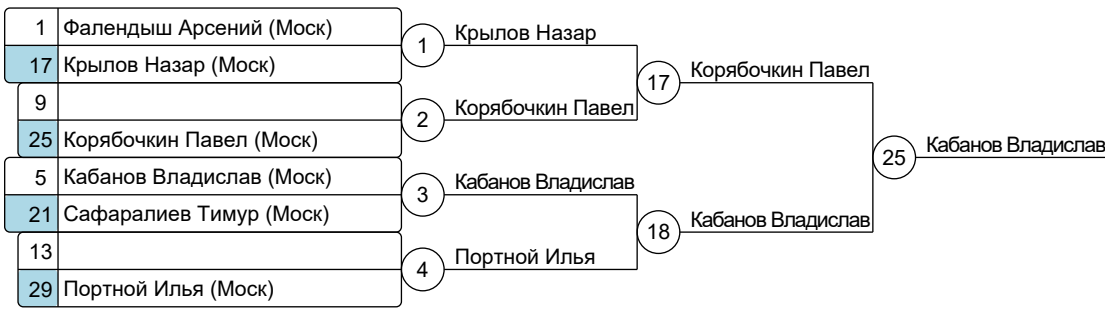 1 Фалендыш Арсений (Моск)
17 Крылов Назар (Моск)
9
25 Корябочкин Павел (Моск)
5 Кабанов Владислав (Моск)
21 Сафаралиев Тимур (Моск)
13
29 Портной Илья (Моск)
1 Крылов Назар
2 Корябочкин Павел
3 Кабанов Владислав
4 Портной Илья
17 Корябочкин Павел
18 Кабанов Владислав
25 Кабанов Владислав